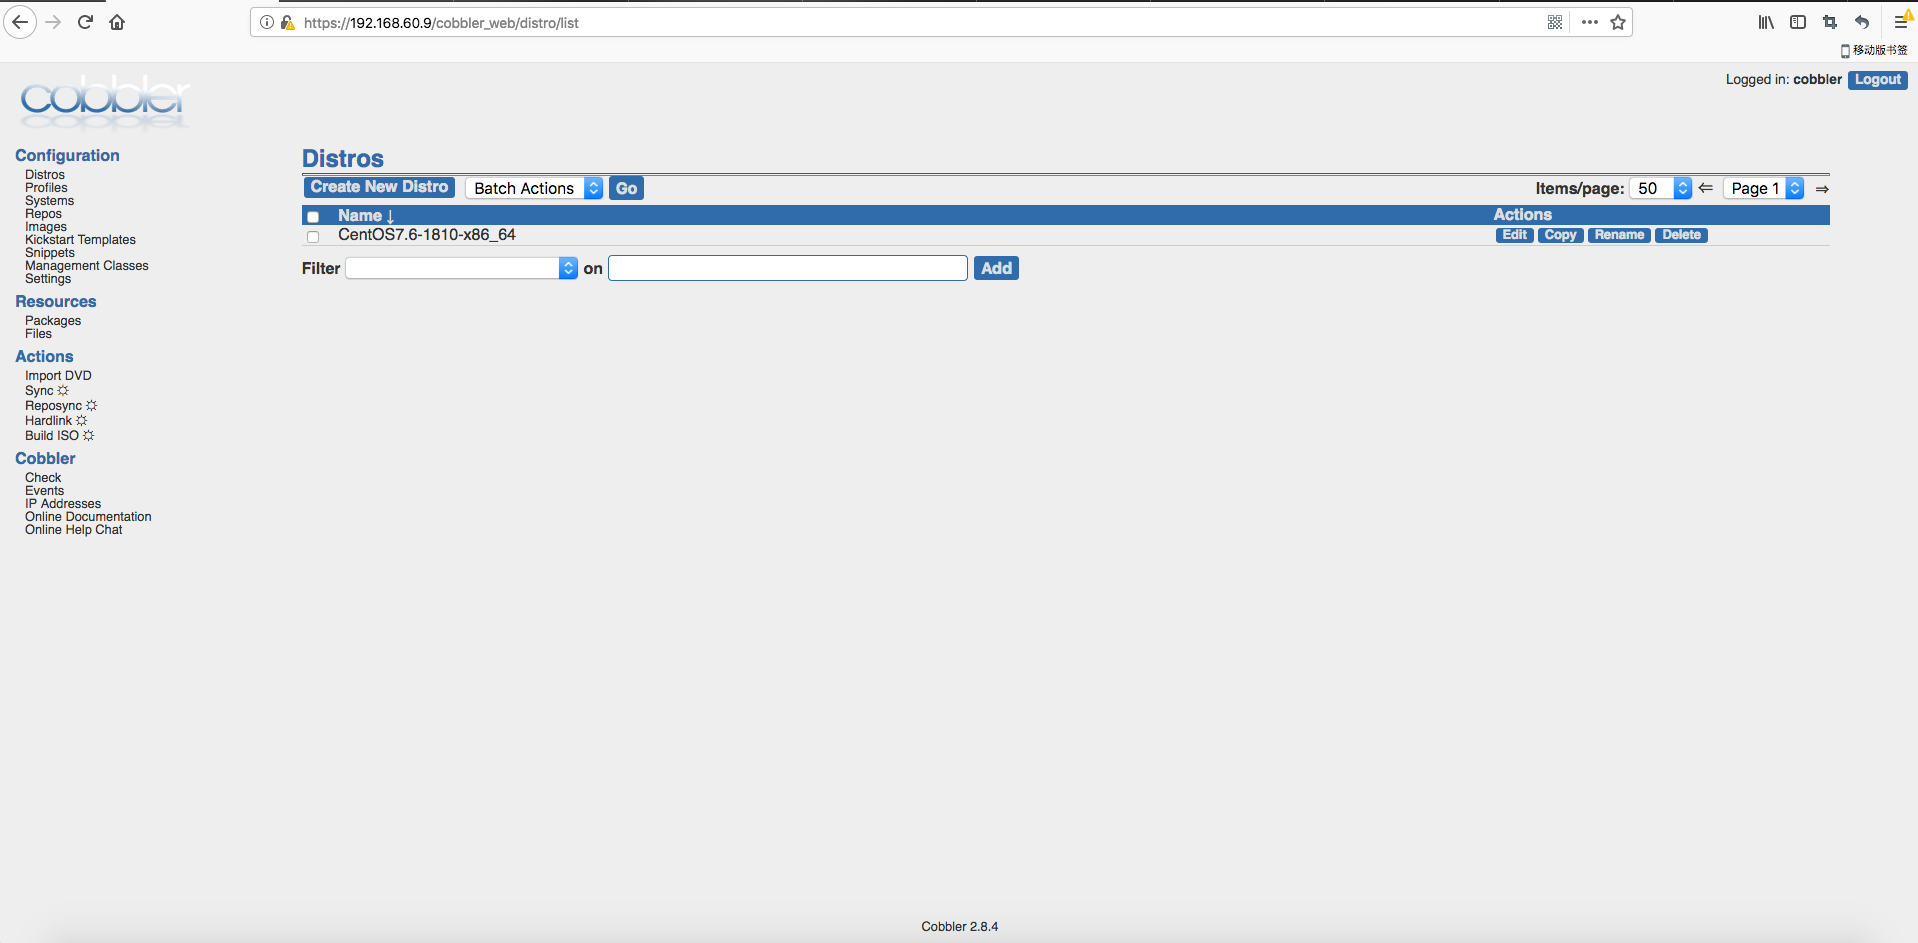 https://192.168.60.9/cobbler_web/distro/list
移动版书签
cobbler
Logged in: cobbler Logout
Configuration
Distros
Profiles
Systems
Repos
Images
Kickstart Templates
Snippets
Management Classes
Settings
Resources
Packages
Files
Actions
Import DVD
Sync
Reposync
Hardlink
Build ISO
Cobbler
Check
Events
IP Addresses
Online Documentation
Online Help Chat
Distros
Create New Distro Batch Actions Go Items/page: 50 ⇐ Page 1 ⇒
Name ↓ Actions
CentOS7.6-1810-x86_64 Edit Copy Rename Delete
Filter on Add
Cobbler 2.8.4